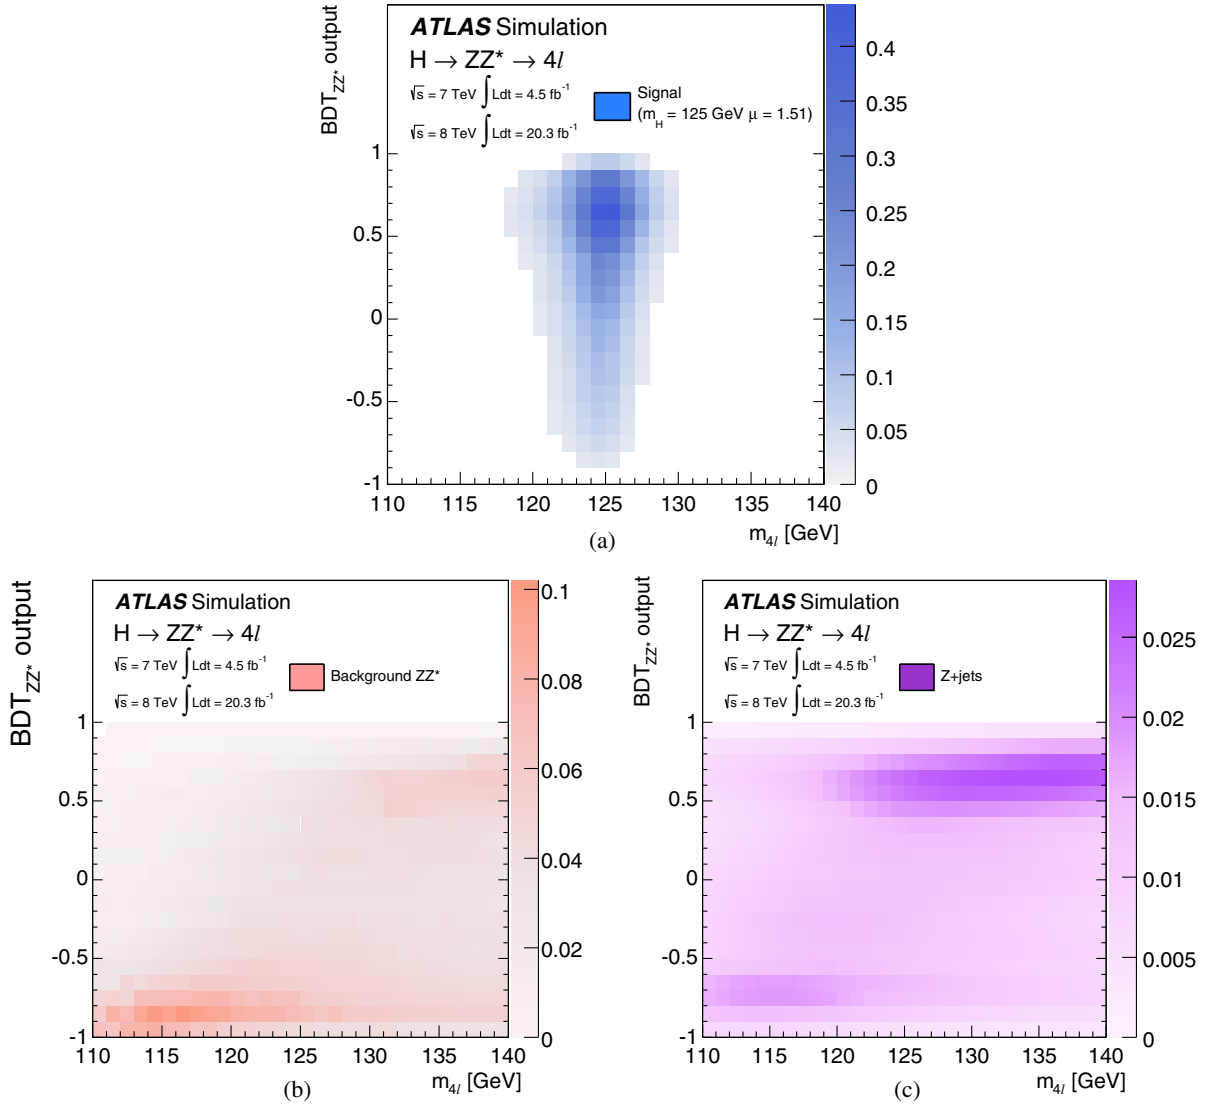 BDT_ZZ* output
ATLAS Simulation
H → ZZ* → 4l
√s = 7 TeV ∫Ldt = 4.5 fb⁻¹
√s = 8 TeV ∫Ldt = 20.3 fb⁻¹
Signal
(m_H = 125 GeV μ = 1.51)
1
0.5
0
-0.5
-1
110 115 120 125 130 135 140
m_4l [GeV]
0.4
0.35
0.3
0.25
0.2
0.15
0.1
0.05
0
(a)
BDT_ZZ* output
ATLAS Simulation
H → ZZ* → 4l
√s = 7 TeV ∫Ldt = 4.5 fb⁻¹
√s = 8 TeV ∫Ldt = 20.3 fb⁻¹
Background ZZ*
1
0.5
0
-0.5
-1
110 115 120 125 130 135 140
m_4l [GeV]
0.1
0.08
0.06
0.04
0.02
0
(b)
BDT_ZZ* output
ATLAS Simulation
H → ZZ* → 4l
√s = 7 TeV ∫Ldt = 4.5 fb⁻¹
√s = 8 TeV ∫Ldt = 20.3 fb⁻¹
Z+jets
1
0.5
0
-0.5
-1
110 115 120 125 130 135 140
m_4l [GeV]
0.025
0.02
0.015
0.01
0.005
0
(c)